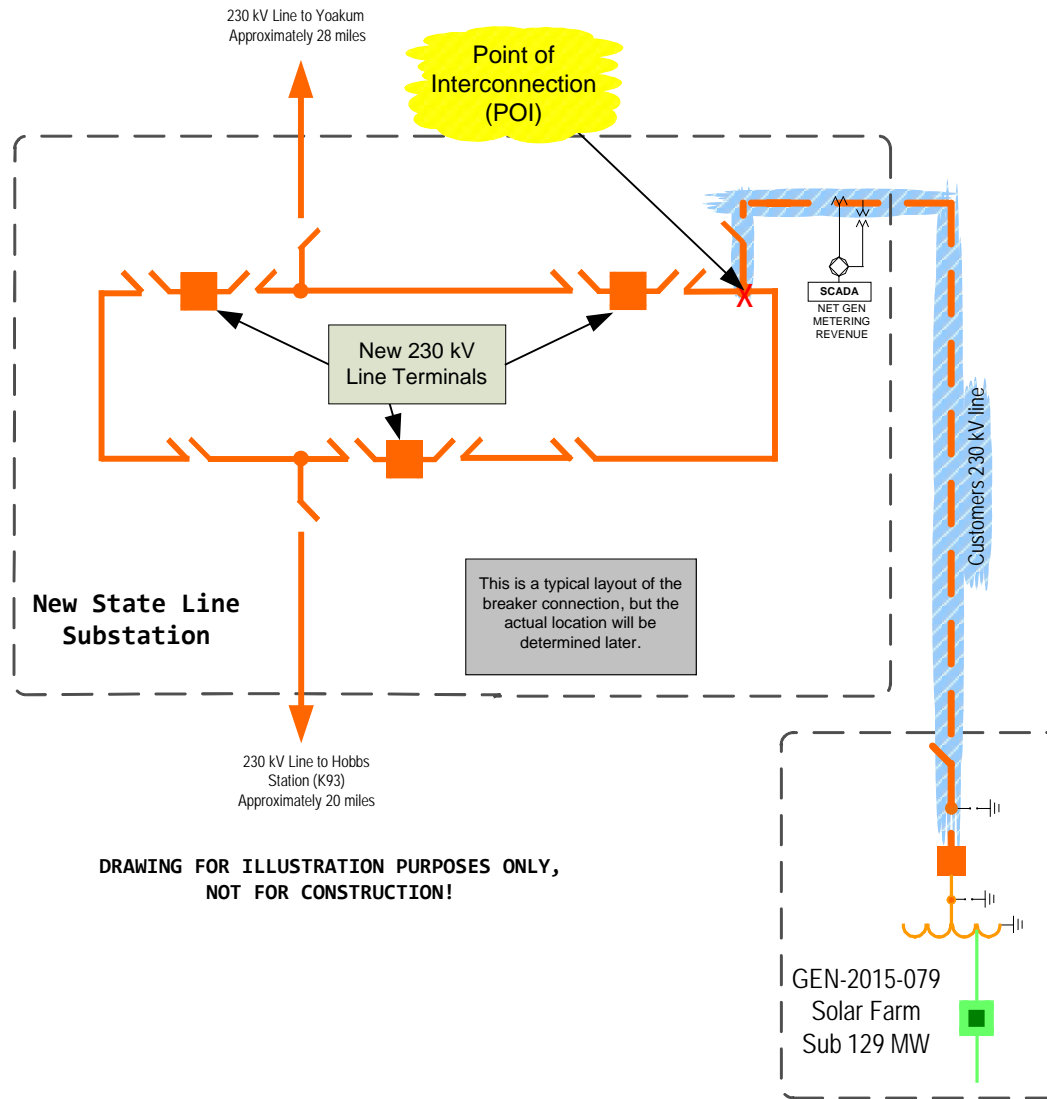 230 kV Line to Yoakum
Approximately 28 miles
Point of
Interconnection
(POI)
SCADA
NET GEN
METERING
REVENUE
New 230 kV
Line Terminals
Customers 230 kV line
This is a typical layout of the
breaker connection, but the
actual location will be
determined later.
New State Line
Substation
230 kV Line to Hobbs
Station (K93)
Approximately 20 miles
DRAWING FOR ILLUSTRATION PURPOSES ONLY,
NOT FOR CONSTRUCTION!
GEN-2015-079
Solar Farm
Sub 129 MW